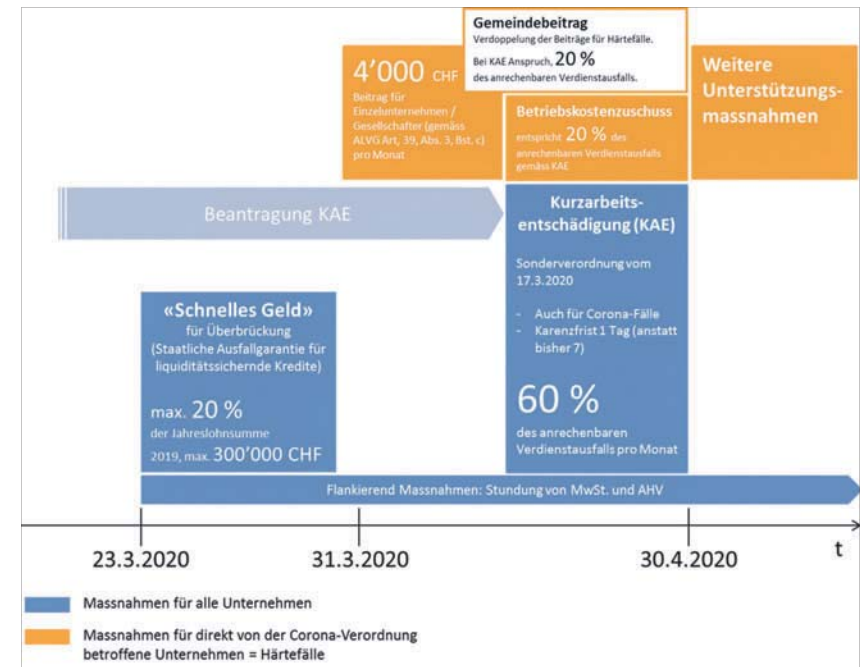 Gemeindebeitrag
Verdoppelung der Beiträge für Härtefälle.
Bei KAE Anspruch, 20 %
des anrechenbaren Verdienstausfalls.
4’000 CHF
Beitrag für
Einzelunternehmen /
Gesellschafter (gemäss
ALVG Art, 39, Abs. 3, Bst. c)
pro Monat
Betriebskostenzuschuss
entspricht 20 % des
anrechenbaren Verdienstausfalls
gemäss KAE
Weitere
Unterstützungs-
massnahmen
Beantragung KAE
Kurzarbeits-
entschädigung (KAE)
Sonderverordnung vom
17.3.2020
- Auch für Corona-Fälle
- Karenzfrist 1 Tag (anstatt
bisher 7)
60 %
des anrechenbaren
Verdienstausfalls pro Monat
«Schnelles Geld»
für Überbrückung
(Staatliche Ausfallgarantie für
liquiditätssichernde Kredite)
max. 20 %
der Jahreslohnsumme
2019, max. 300’000 CHF
Flankierend Massnahmen: Stundung von MwSt. und AHV
23.3.2020
31.3.2020
30.4.2020
t
Massnahmen für alle Unternehmen
Massnahmen für direkt von der Corona-Verordnung
betroffene Unternehmen = Härtefälle